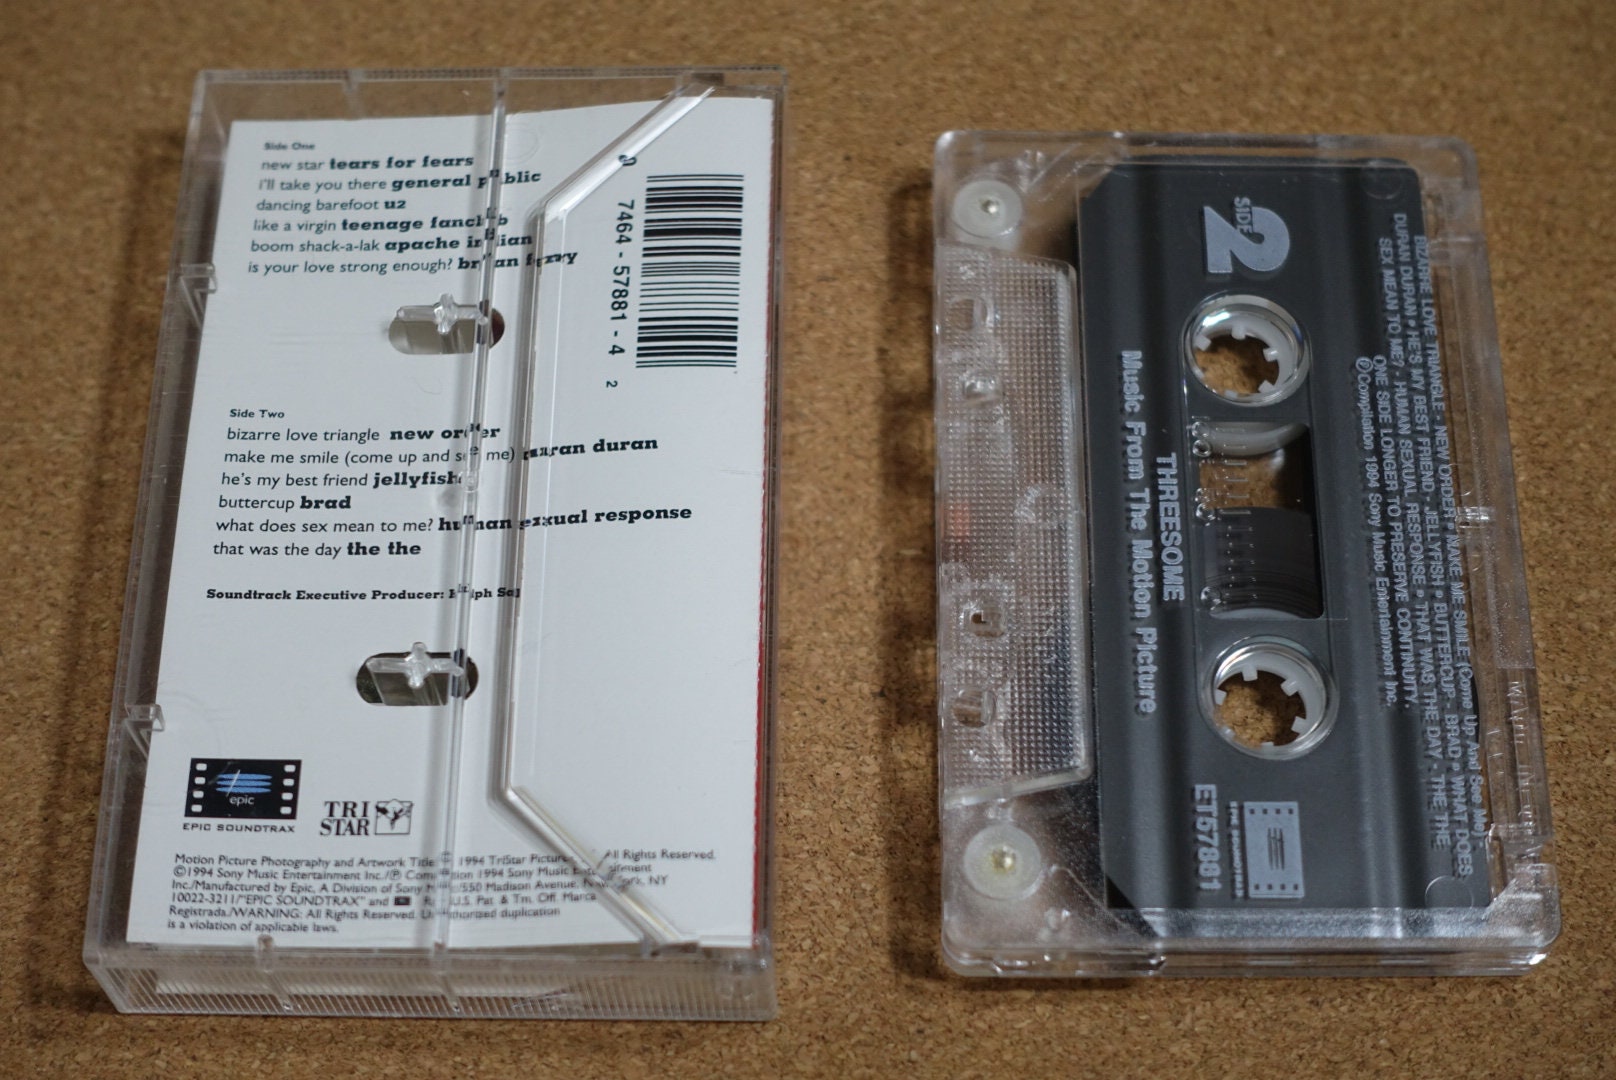 Side One
new star tears for fears
i'll take you there general public
dancing barefoot u2
like a virgin teenage fanclub
boom shack-a-lak apache indian
is your love strong enough? bryan ferry
7464 - 57881 - 4
2
Side Two
bizarre love triangle new order
make me smile (come up and see me) duran duran
he's my best friend jellyfish
buttercup brad
what does sex mean to me? human sexual response
that was the day the the
Soundtrack Executive Producer: Ralph Sal
epic
EPIC SOUNDTRAX
TRI
STAR
Motion Picture Photography and Artwork Title 1994 TriStar Pictures All Rights Reserved.
©1994 Sony Music Entertainment Inc./℗ Compilation 1994 Sony Music Entertainment
Inc./Manufactured by Epic, A Division of Sony Music/550 Madison Avenue, New York, NY
10022-3211/"EPIC SOUNDTRAX" and U.S. Pat. & Tm. Off. Marca
Registrada./WARNING: All Rights Reserved. Unauthorized duplication
is a violation of applicable laws.
SIDE
2
THREESOME
Music From The Motion Picture
100 50 0
ET57881
EPIC SOUNDTRAX
BIZARRE LOVE TRIANGLE - NEW ORDER • MAKE ME SMILE (Come Up And See Me) -
DURAN DURAN • HE'S MY BEST FRIEND - JELLYFISH • BUTTERCUP - BRAD • WHAT DOES
SEX MEAN TO ME? - HUMAN SEXUAL RESPONSE • THAT WAS THE DAY - THE THE
ONE SIDE LONGER TO PRESERVE CONTINUITY.
℗Compilation 1994 Sony Music Entertainment Inc.